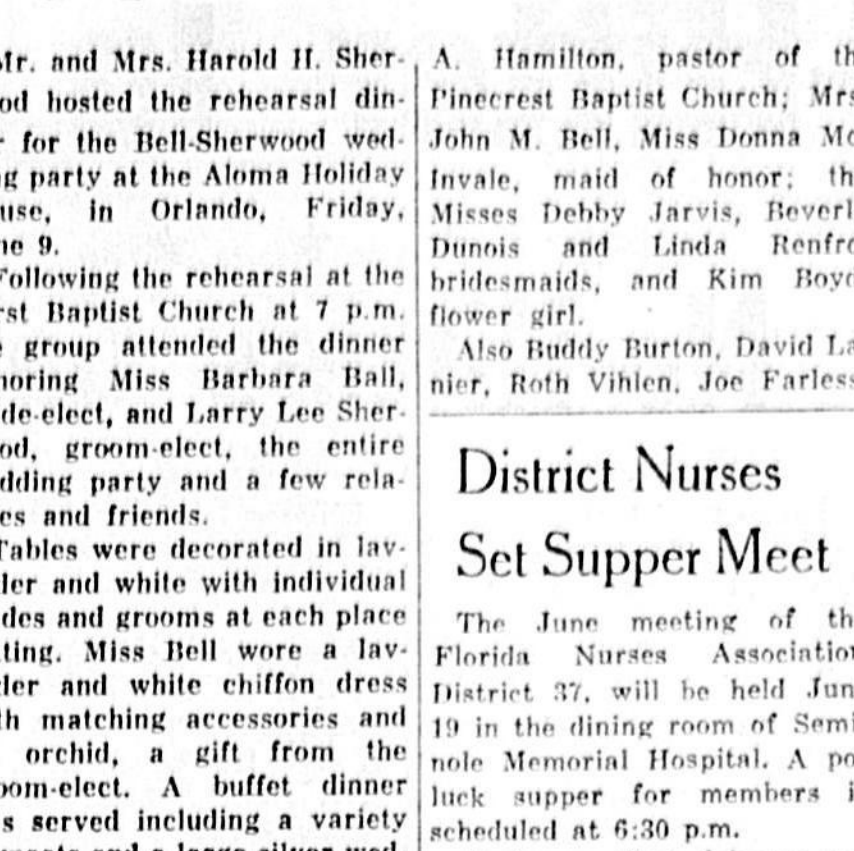 Mr. and Mrs. Harold H. Sher-
od hosted the rehearsal din-
r for the Bell-Sherwood wed-
g party at the Aloma Holiday
use, in Orlando, Friday,
ne 9.
Following the rehearsal at the
rst Baptist Church at 7 p.m.
e group attended the dinner
noring Miss Barbara Ball,
de-elect, and Larry Lee Sher-
od, groom-elect, the entire
dding party and a few rela-
es and friends.
Tables were decorated in lav-
der and white with individual
des and grooms at each place
ting. Miss Bell wore a lav-
der and white chiffon dress
th matching accessories and
orchid, a gift from the
oom-elect. A buffet dinner
s served including a variety
A. Hamilton, pastor of th
Pinecrest Baptist Church; Mrs
John M. Bell, Miss Donna Mc
Invale, maid of honor; th
Misses Debby Jarvis, Beverl
Dunois and Linda Renfro
bridesmaids, and Kim Boyd
flower girl.
Also Buddy Burton, David La
nier, Roth Vihlen, Joe Farless
District Nurses
Set Supper Meet
The June meeting of th
Florida Nurses Association
District 37, will be held Jun
19 in the dining room of Semi
nole Memorial Hospital. A po
luck supper for members i
scheduled at 6:30 p.m.